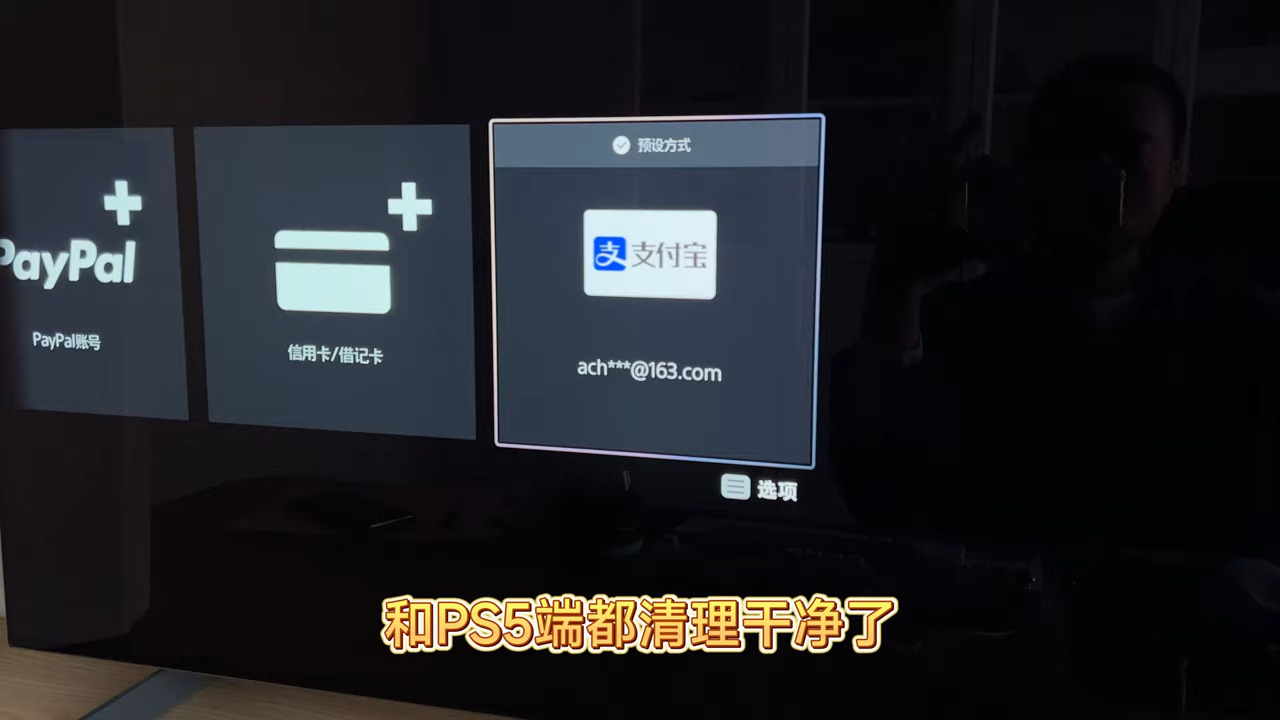 预设方式
PayPal
支 支付宝
PayPal账号
信用卡/借记卡
ach***@163.com
选项
和PS5端都清理干净了